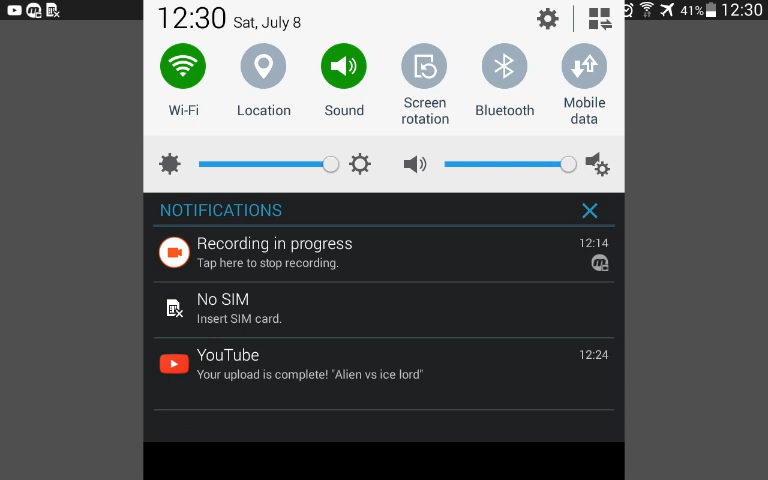 12:30 Sat, July 8
41% 12:30
Wi-Fi
Location
Sound
Screen
rotation
Bluetooth
Mobile
data
NOTIFICATIONS
Recording in progress 12:14
Tap here to stop recording.
No SIM
Insert SIM card.
YouTube 12:24
Your upload is complete! "Alien vs ice lord"